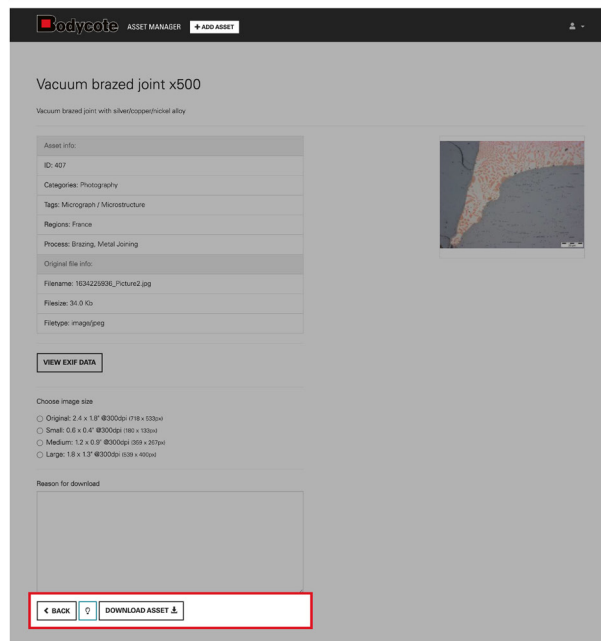 Bodycote ASSET MANAGER + ADD ASSET
Vacuum brazed joint x500
Vacuum brazed joint with silver/copper/nickel alloy
Asset info:
ID: 407
Categories: Photography
Tags: Micrograph / Microstructure
Regions: France
Process: Brazing, Metal Joining
Original file info:
Filename: 1634225936_Picture2.jpg
Filesize: 34.0 Kb
Filetype: image/jpeg
VIEW EXIF DATA
Choose image size
Original: 2.4 x 1.8" @300dpi (718 x 533px)
Small: 0.6 x 0.4" @300dpi (180 x 133px)
Medium: 1.2 x 0.9" @300dpi (359 x 267px)
Large: 1.8 x 1.3" @300dpi (539 x 400px)
Reason for download
BACK
DOWNLOAD ASSET